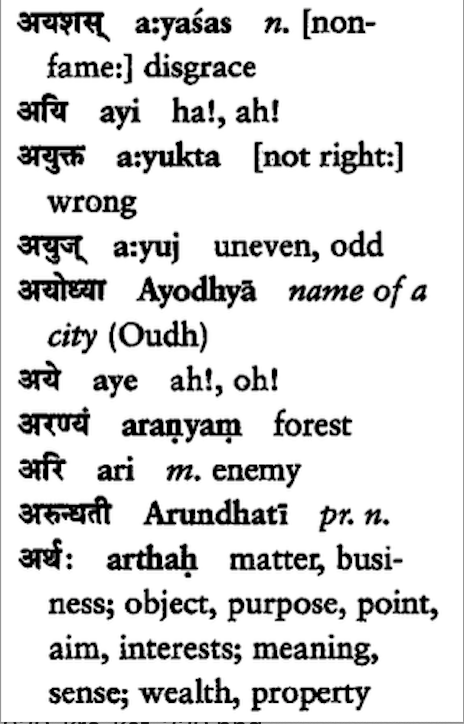 अयशस् a:yaśas n. [non-
fame:] disgrace
अयि ayi ha!, ah!
अयुक्त a:yukta [not right:]
wrong
अयुज् a:yuj uneven, odd
अयोध्या Ayodhyā name of a
city (Oudh)
अये aye ah!, oh!
अरण्यं araṇyaṃ forest
अरि ari m. enemy
अरुन्धती Arundhatī pr. n.
अर्थः arthaḥ matter, busi-
ness; object, purpose, point,
aim, interests; meaning,
sense; wealth, property